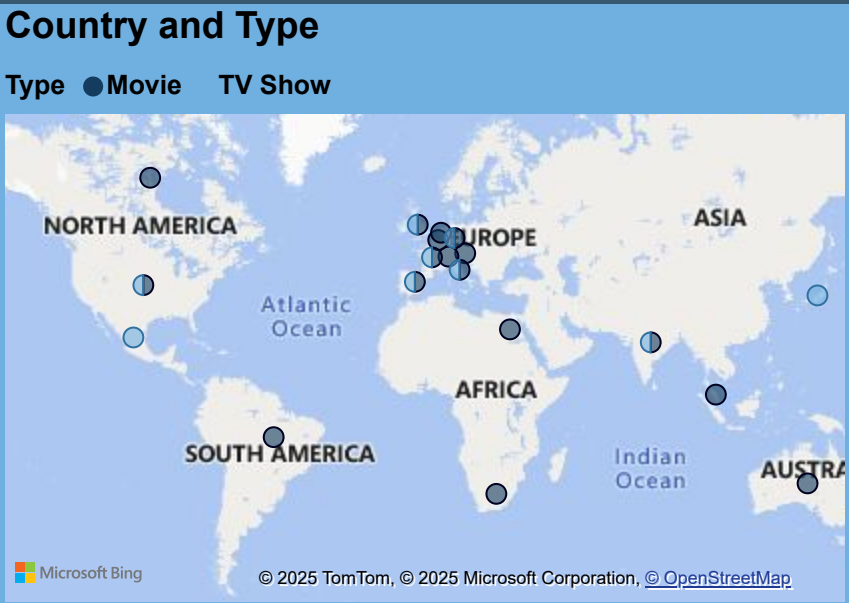 Country and Type
Type Movie TV Show
NORTH AMERICA
ASIA
EUROPE
Atlantic
Ocean
AFRICA
SOUTH AMERICA
Indian
Ocean
AUSTRA
Microsoft Bing
© 2025 TomTom, © 2025 Microsoft Corporation, © OpenStreetMap